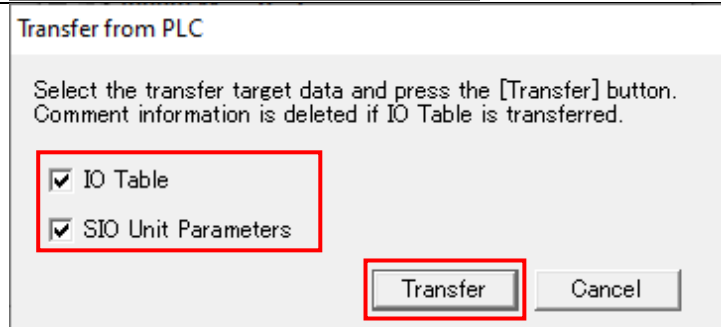 Transfer from PLC
Select the transfer target data and press the [Transfer] button.
Comment information is deleted if IO Table is transferred.
IO Table
SIO Unit Parameters
Transfer
Cancel